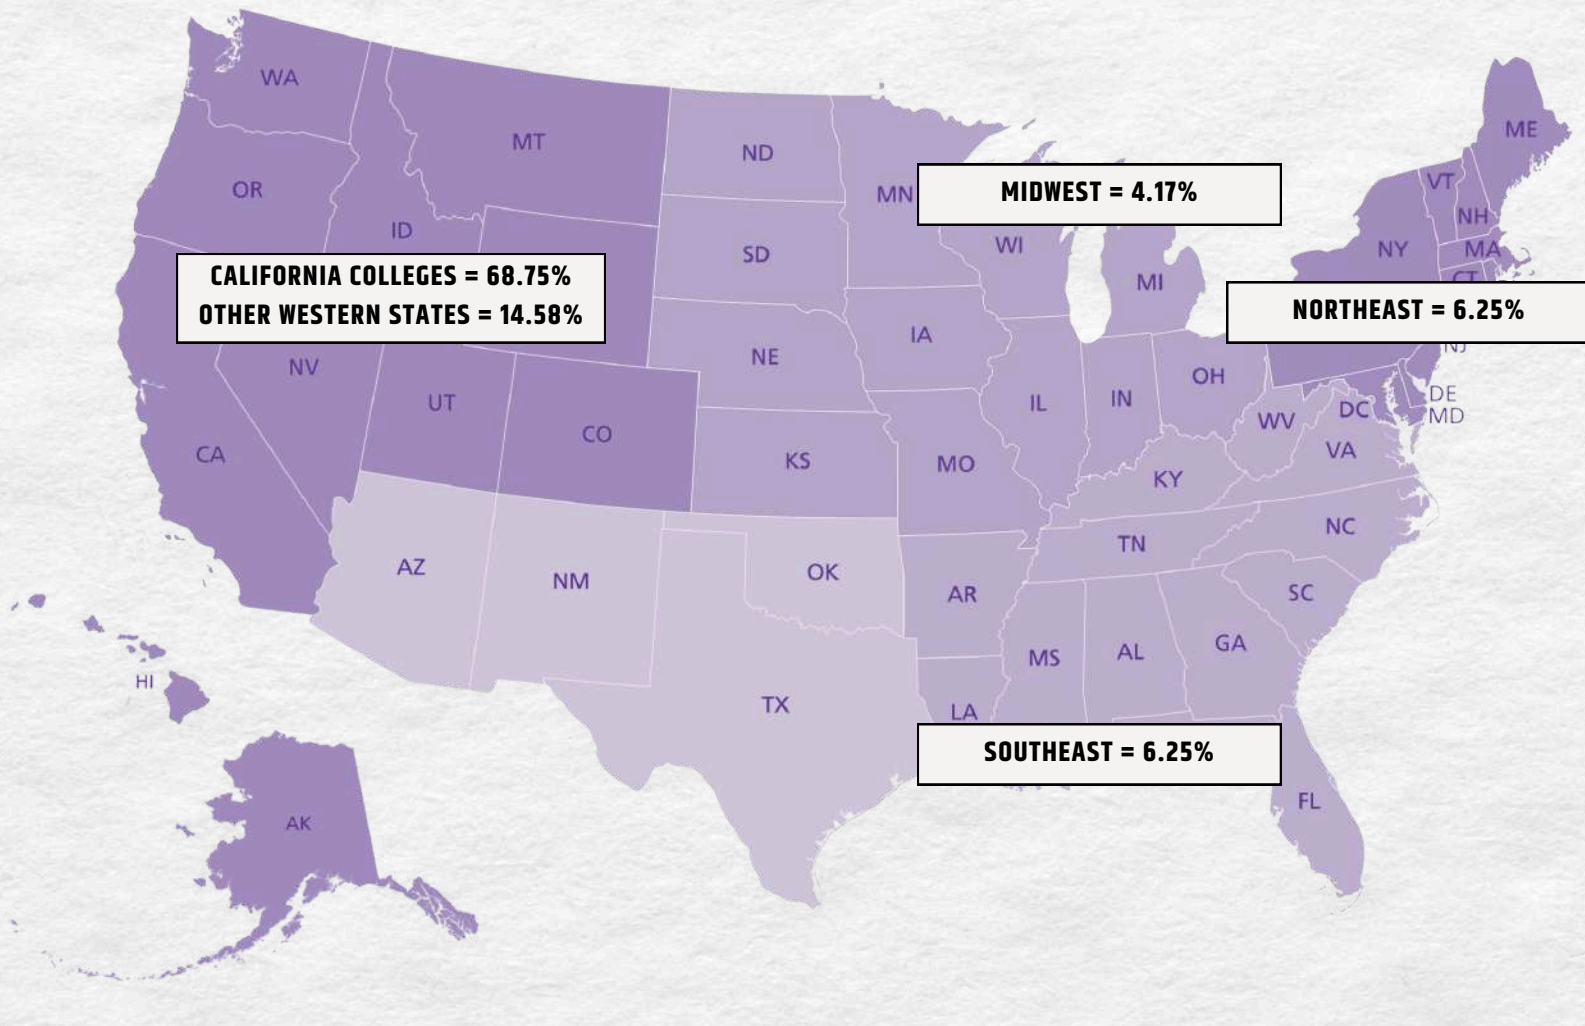 WA
MT
ND
MN
OR
ID
SD
WI
MI
ME
VT
NH
NY
MA
CT
MIDWEST = 4.17%
CALIFORNIA COLLEGES = 68.75%
OTHER WESTERN STATES = 14.58%
NORTHEAST = 6.25%
NJ
NV
UT
CO
CA
NE
IA
KS
MO
IL
IN
OH
WV
DC
DE
MD
VA
KY
NC
TN
AZ
NM
OK
AR
SC
MS
AL
GA
TX
LA
SOUTHEAST = 6.25%
FL
HI
AK